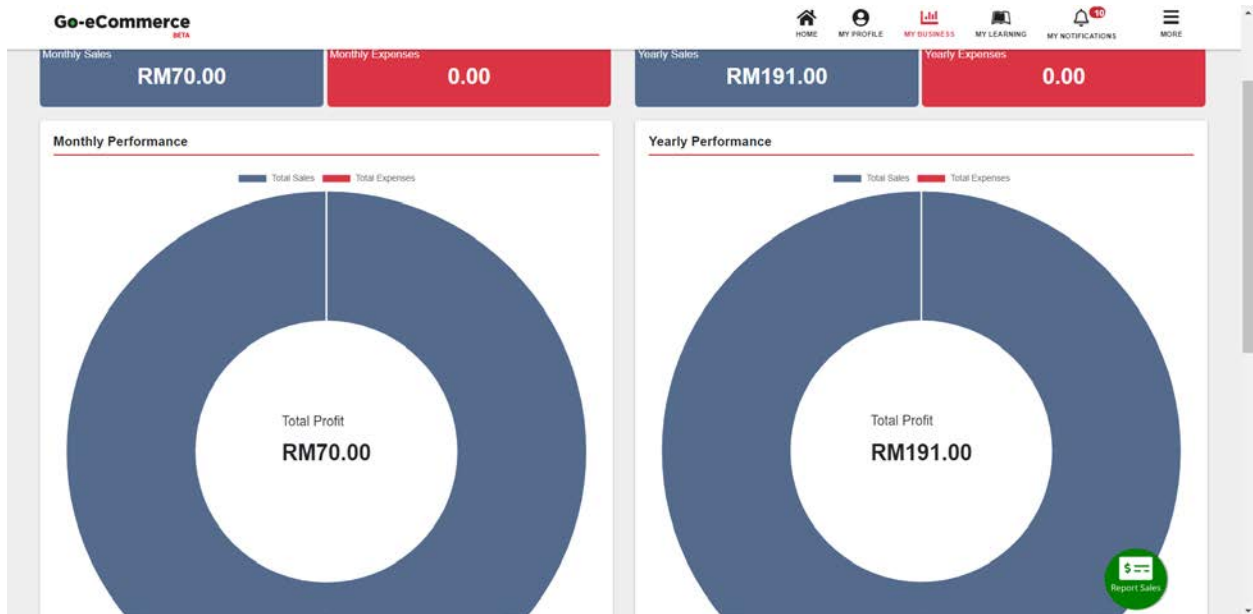 Go-eCommerce
BETA
HOME
MY PROFILE
MY BUSINESS
MY LEARNING
10
MY NOTIFICATIONS
MORE
Monthly Sales
RM70.00
Monthly Expenses
0.00
Yearly Sales
RM191.00
Yearly Expenses
0.00
Monthly Performance
Total Sales Total Expenses
Total Profit
RM70.00
Yearly Performance
Total Sales Total Expenses
Total Profit
RM191.00
$
Report Sales